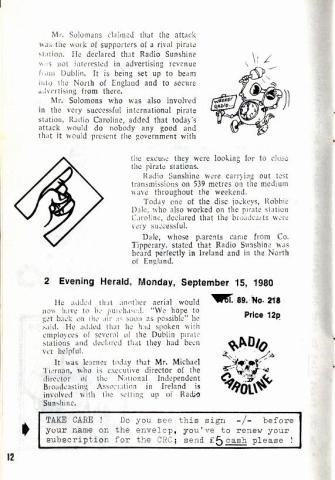 Mr. Solomans claimed that the attack
was the work of supporters of a rival pirate
station. He declared that Radio Sunshine
was not interested in advertising revenue
from Dublin. It is being set up to beam
into the North of England and to secure
advertising from there.
Mr. Solomons who was also involved
in the very successful international pirate
station, Radio Caroline, added that today's
attack would do nobody any good and
that it would present the government with
the excuse they were looking for to close
the pirate stations.
Radio Sunshine were carrying out test
transmissions on 539 metres on the medium
wave throughout the weekend.
Today one of the disc jockeys, Robbie
Dale, who also worked on the pirate station
Caroline, declared that the broadcasts were
very successful.
Dale, whose parents came from Co.
Tipperary, stated that Radio Sunshine was
heard perfectly in Ireland and in the North
of England.
2 Evening Herald, Monday, September 15, 1980
Vol. 89. No. 218
Price 12p
He added that another aerial would
now have to be purchased. "We hope to
get back on the air as soon as possible" he
said. He added that he had spoken with
employees of several of the Dublin pirate
stations and declared that they had been
very helpful.
It was learned today that Mr. Michael
Tiernan, who is executive director of the
director of the National Independent
Broadcasting Association in Ireland is
involved with the setting up of Radio
Sunshine.
RADIO
CAROLINE
TAKE CARE ! Do you see this sign -/- before
your name on the envelop, you've to renew your
subscription for the CRC; send £5 cash please !
12